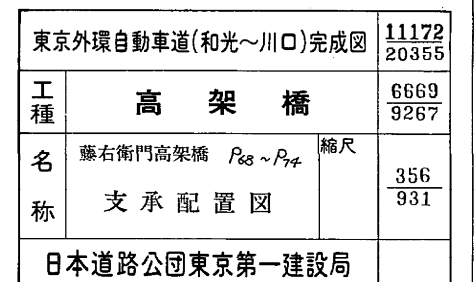 東京外環自動車道(和光～川口)完成図 11172/20355
工種 高架橋 6669/9267
名称 藤右衛門高架橋 P68～P74 縮尺
支承配置図 356/931
日本道路公団東京第一建設局